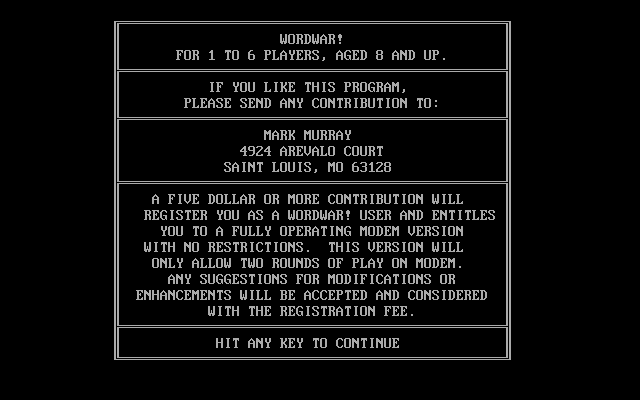 WORDWAR!
FOR 1 TO 6 PLAYERS, AGED 8 AND UP.
IF YOU LIKE THIS PROGRAM,
PLEASE SEND ANY CONTRIBUTION TO:
MARK MURRAY
4924 AREVALO COURT
SAINT LOUIS, MO 63128
A FIVE DOLLAR OR MORE CONTRIBUTION WILL
REGISTER YOU AS A WORDWAR! USER AND ENTITLES
YOU TO A FULLY OPERATING MODEM VERSION
WITH NO RESTRICTIONS.  THIS VERSION WILL
ONLY ALLOW TWO ROUNDS OF PLAY ON MODEM.
ANY SUGGESTIONS FOR MODIFICATIONS OR
ENHANCEMENTS WILL BE ACCEPTED AND CONSIDERED
WITH THE REGISTRATION FEE.
HIT ANY KEY TO CONTINUE